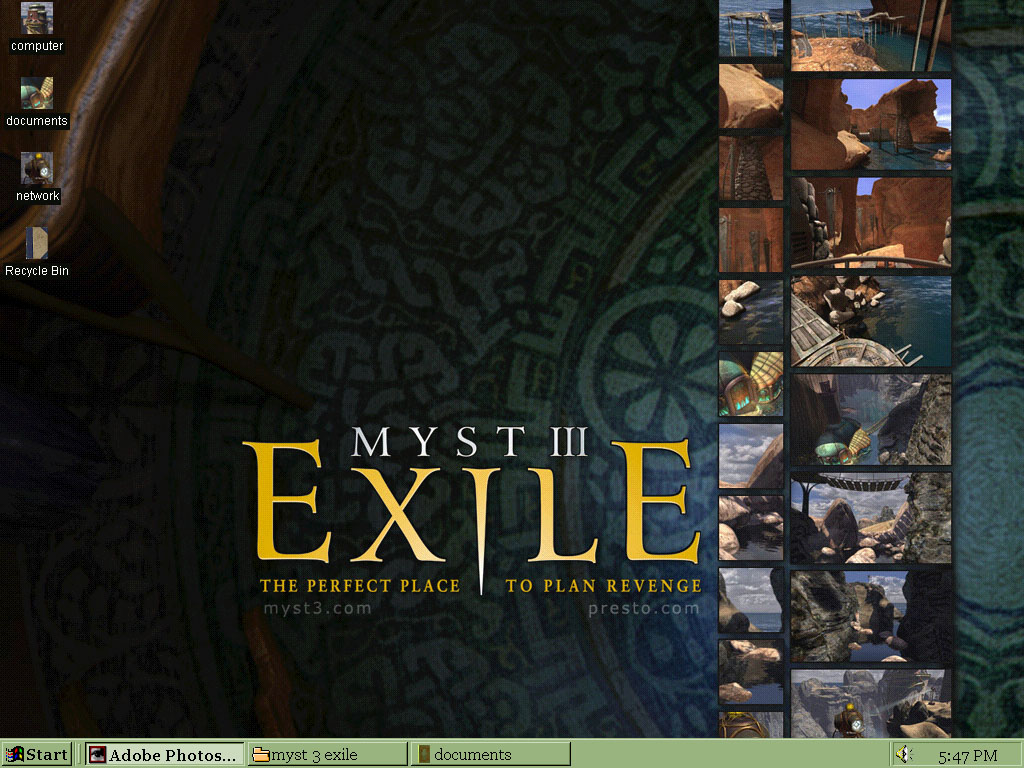 computer
documents
network
Recycle Bin
MYST III
EXILE
THE PERFECT PLACE TO PLAN REVENGE
myst3.com presto.com
Start Adobe Photos... myst 3 exile documents 5:47 PM